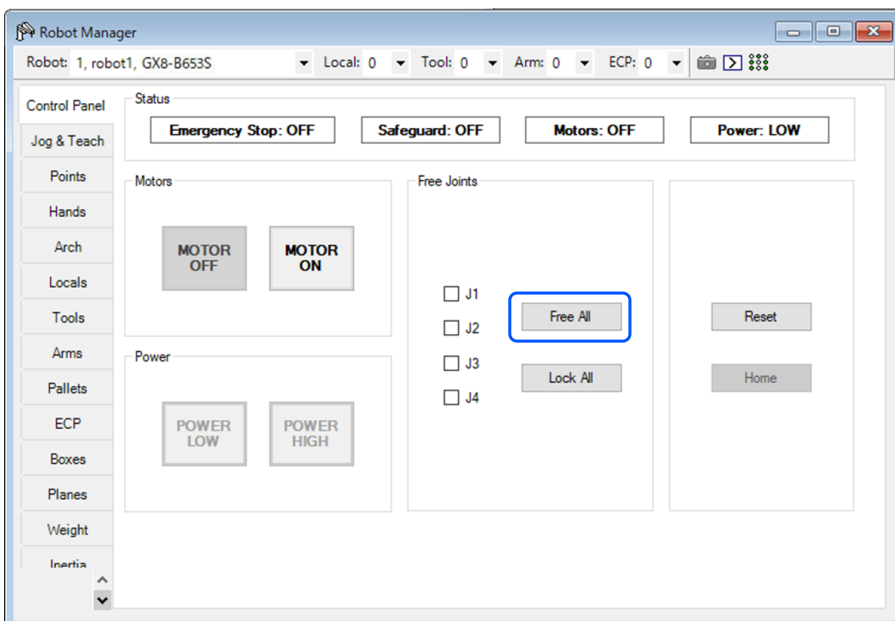 Robot Manager
Robot: 1, robot1, GX8-B653S Local: 0 Tool: 0 Arm: 0 ECP: 0
Control Panel
Jog & Teach
Points
Hands
Arch
Locals
Tools
Arms
Pallets
ECP
Boxes
Planes
Weight
Inertia
Status
Emergency Stop: OFF Safeguard: OFF Motors: OFF Power: LOW
Motors
MOTOR
OFF
MOTOR
ON
Power
POWER
LOW
POWER
HIGH
Free Joints
J1
J2
J3
J4
Free All
Lock All
Reset
Home